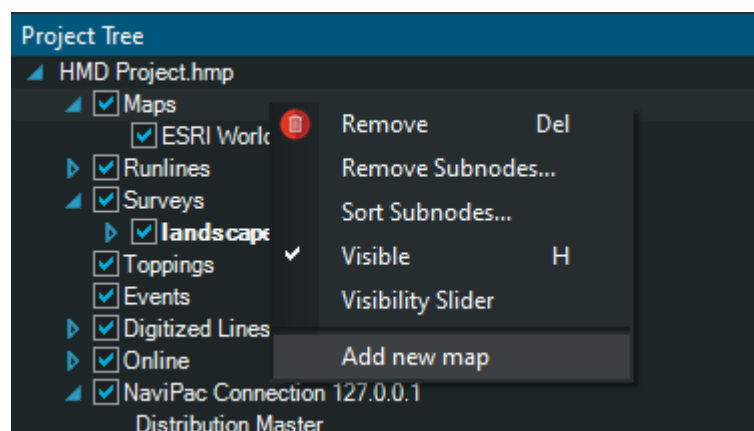 Project Tree
HMD Project.hmp
Maps
ESRI
Remove Del
Remove Subnodes...
Sort Subnodes...
Visible H
Visibility Slider
Add new map
Runlines
Surveys
landscape
Toppings
Events
Digitized Lines
Online
NaviPac Connection 127.0.0.1
Distribution Master